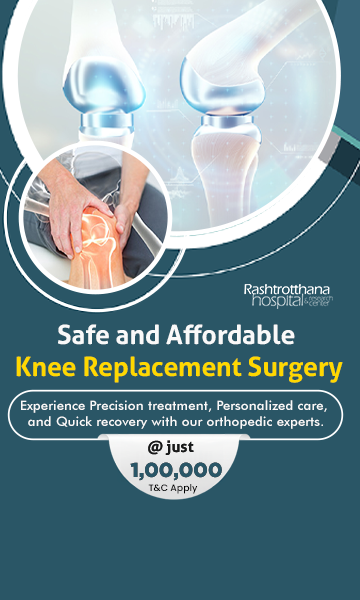 Rashtrotthana
hospital & research center
Safe and Affordable
Knee Replacement Surgery
Experience Precision treatment, Personalized care,
and Quick recovery with our orthopedic experts.
@ just
1,00,000
T&C Apply